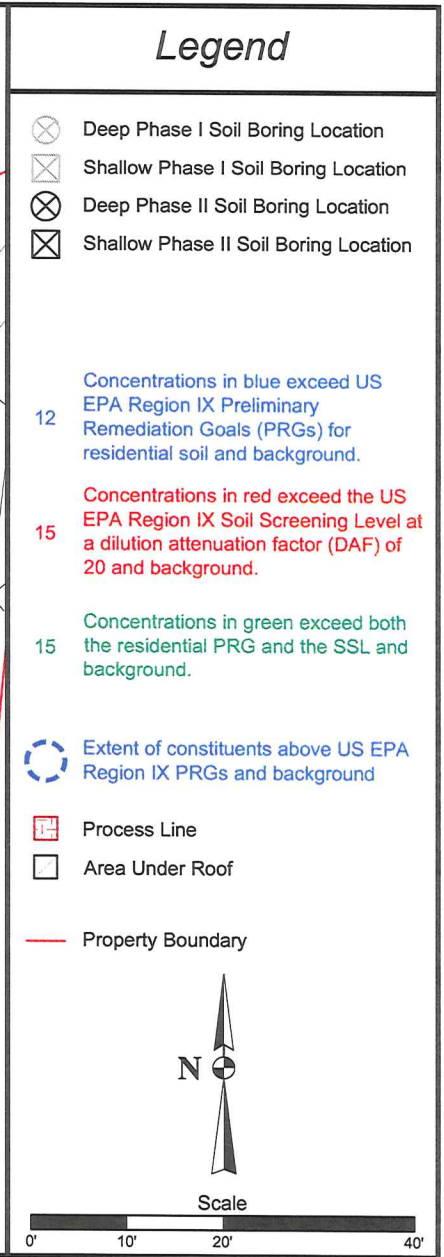 Legend
Deep Phase I Soil Boring Location
Shallow Phase I Soil Boring Location
Deep Phase II Soil Boring Location
Shallow Phase II Soil Boring Location
Concentrations in blue exceed US
EPA Region IX Preliminary
12 Remediation Goals (PRGs) for
residential soil and background.
Concentrations in red exceed the US
EPA Region IX Soil Screening Level at
15 a dilution attenuation factor (DAF) of
20 and background.
Concentrations in green exceed both
15 the residential PRG and the SSL and
background.
Extent of constituents above US EPA
Region IX PRGs and background
Process Line
Area Under Roof
Property Boundary
N
Scale
0' 10' 20' 40'